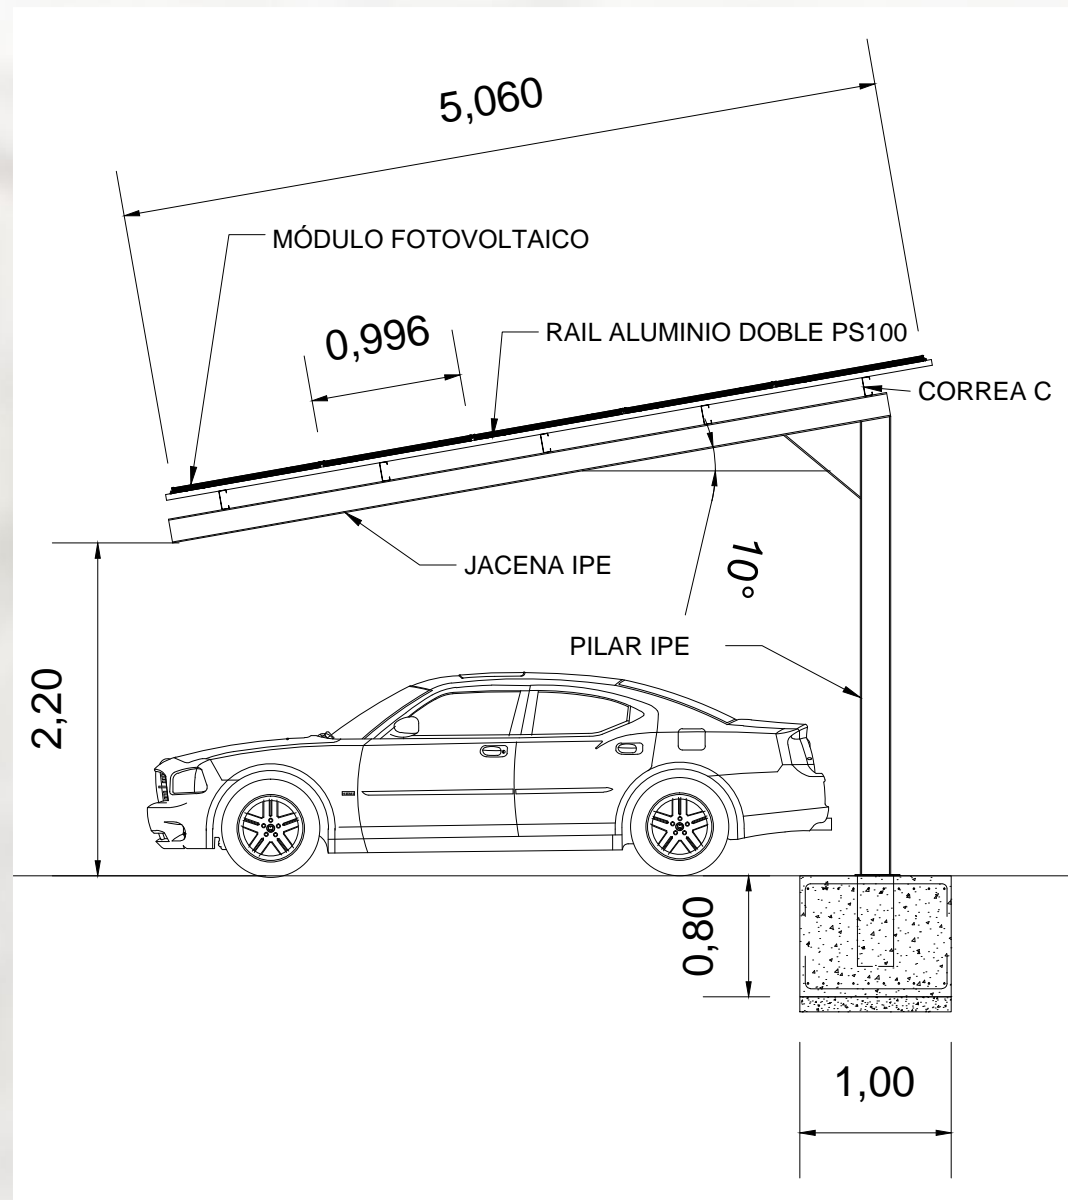 5,060
MÓDULO FOTOVOLTAICO
0,996
RAIL ALUMINIO DOBLE PS100
CORREA C
JACENA IPE
10°
PILAR IPE
2,20
0,80
1,00